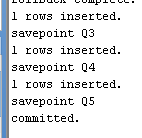 rollback complete.
1 rows inserted.
savepoint Q3
1 rows inserted.
savepoint Q4
1 rows inserted.
savepoint Q5
committed.